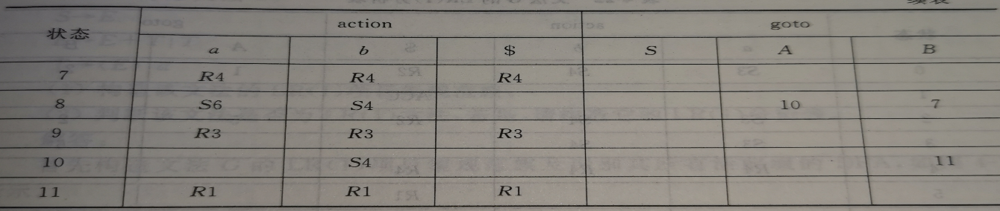 续表
状态 action goto
a b $ S A B
7 R4 R4 R4
8 S6 S4 10 7
9 R3 R3 R3
10 S4 11
11 R1 R1 R1